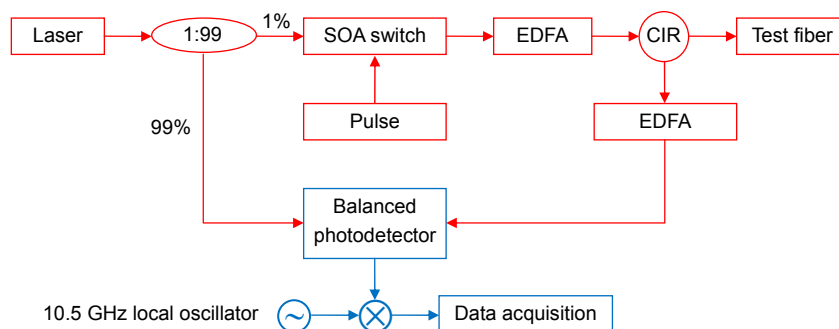 1%
Laser
1:99
SOA switch
EDFA
CIR
Test fiber
99%
Pulse
EDFA
Balanced
photodetector
10.5 GHz local oscillator
Data acquisition